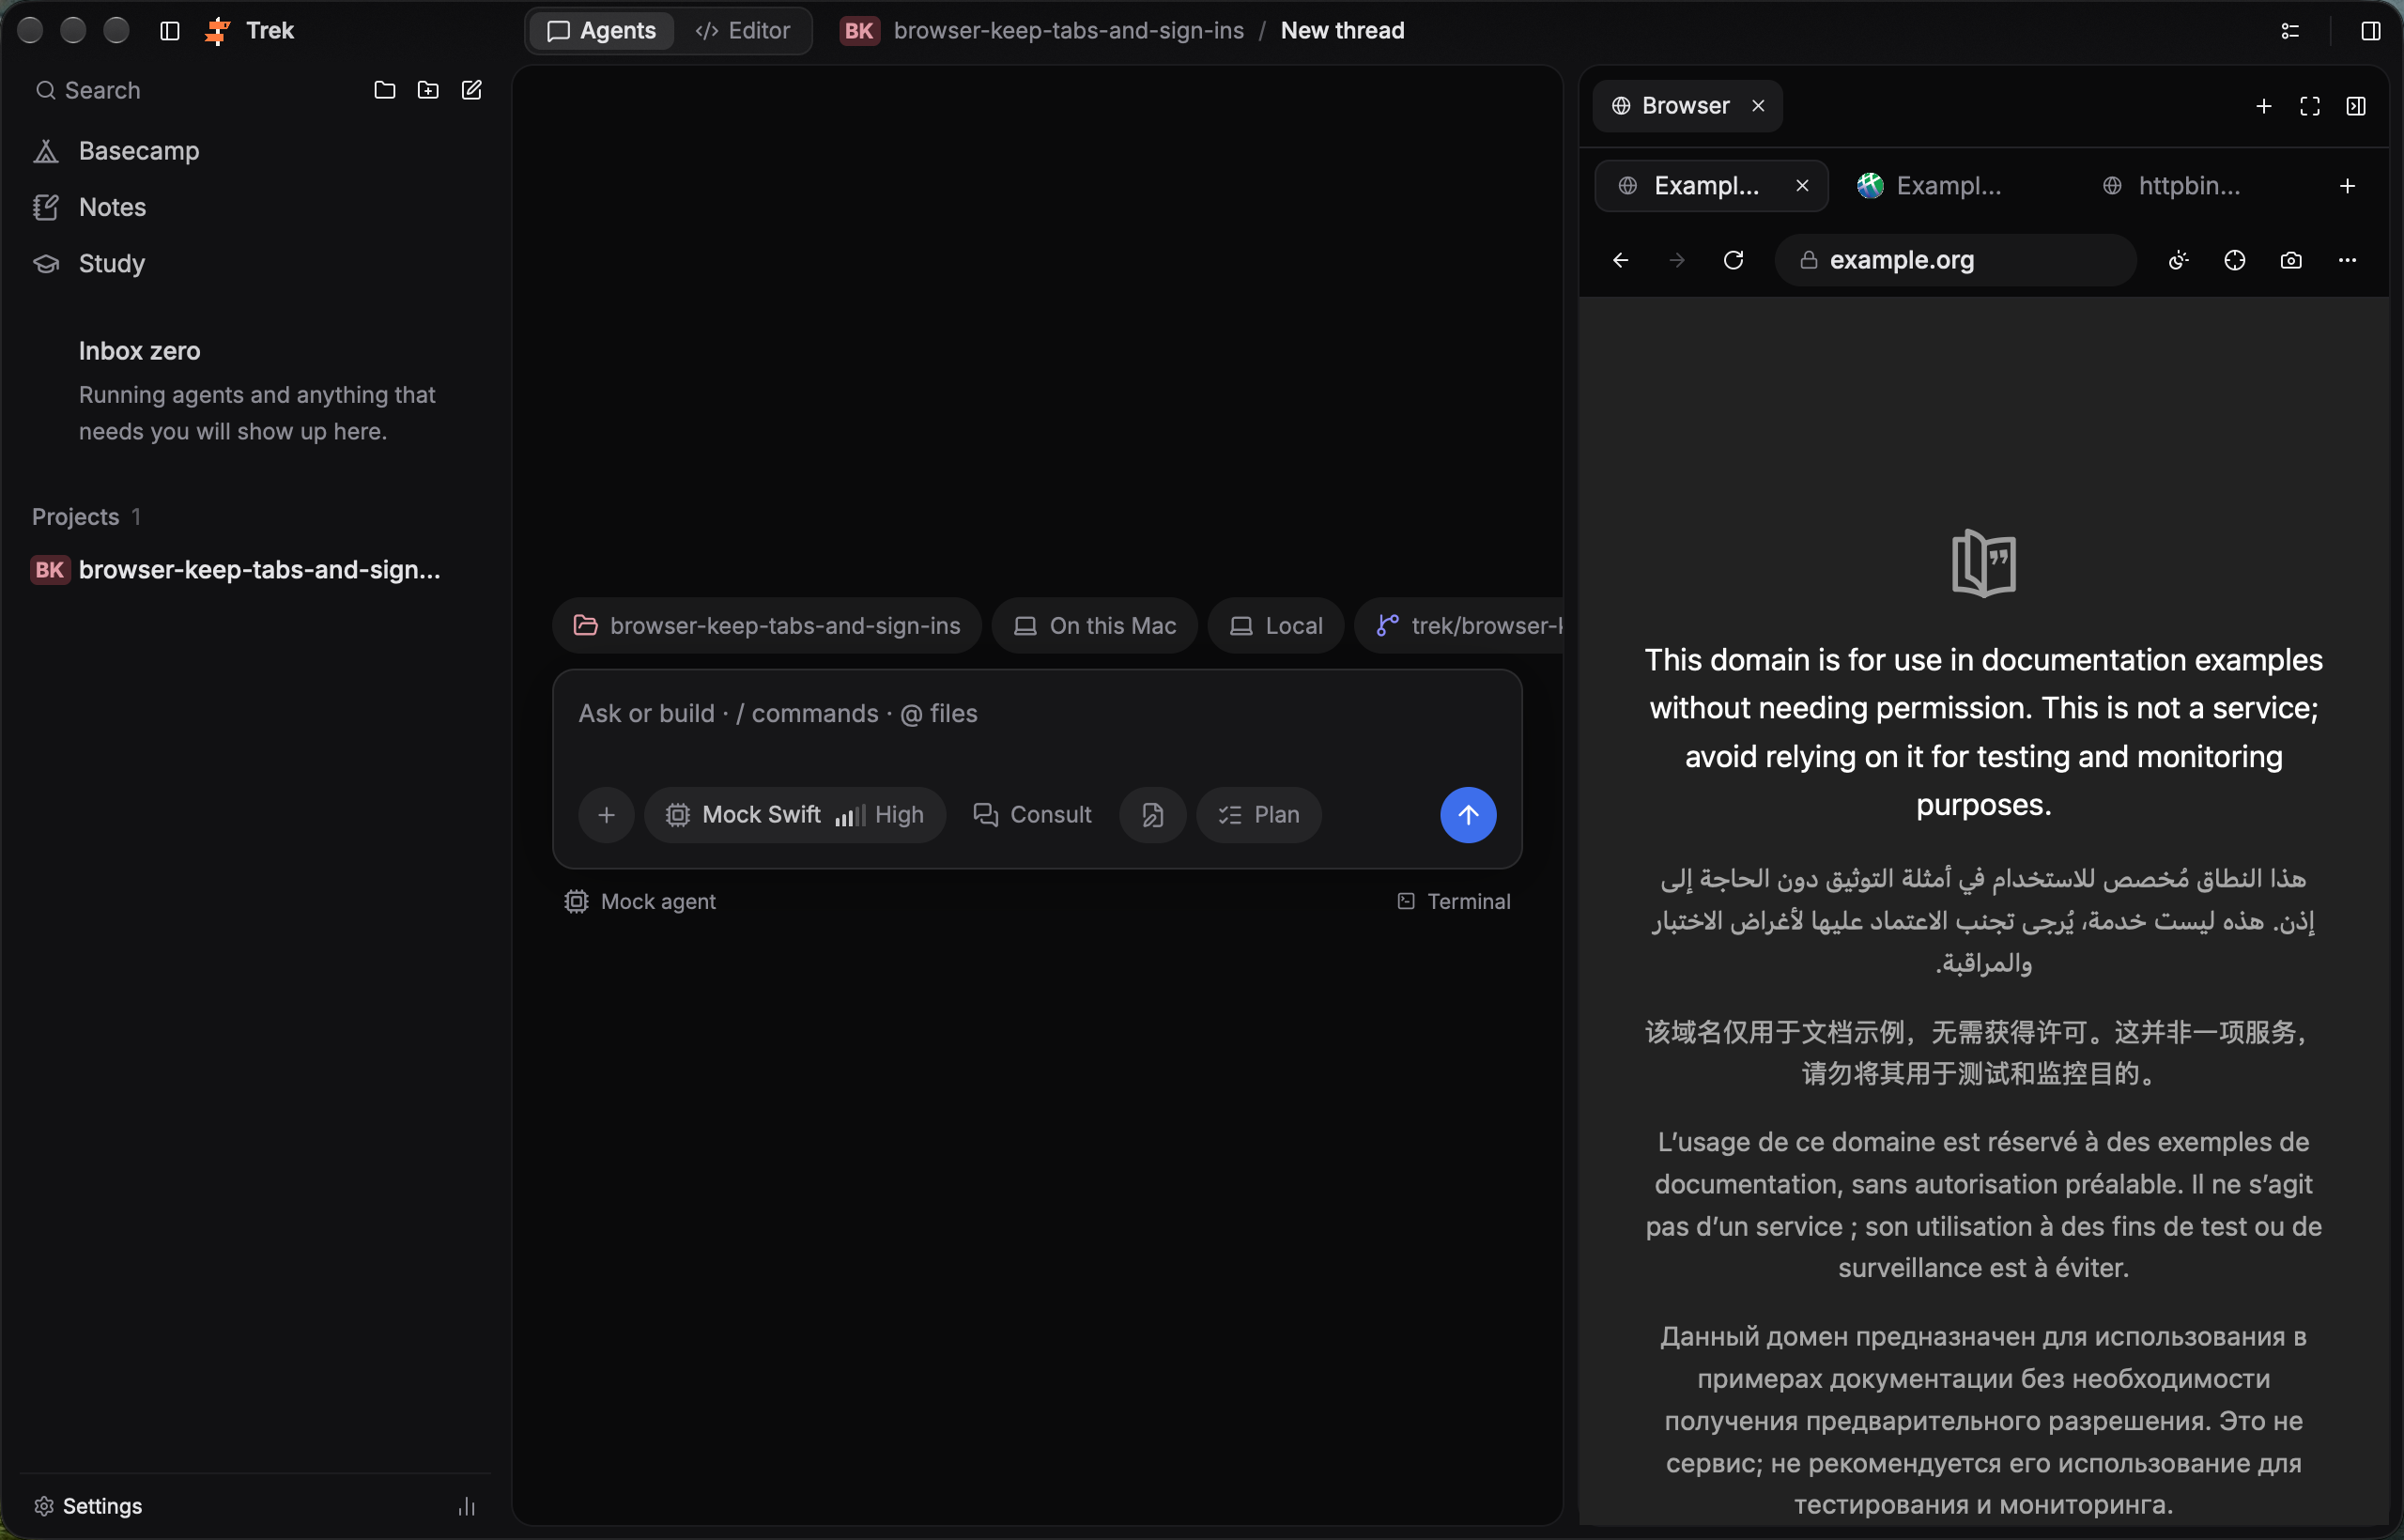 Trek
Agents
Editor
BK browser-keep-tabs-and-sign-ins / New thread
Search
Basecamp
Notes
Study
Inbox zero
Running agents and anything that
needs you will show up here.
Projects 1
BK browser-keep-tabs-and-sign...
browser-keep-tabs-and-sign-ins
On this Mac
Local
trek/browser-
Ask or build · / commands · @ files
Mock Swift High
Consult
Plan
Mock agent
Terminal
Settings
Browser
Exampl...
Exampl...
httpbin...
example.org
This domain is for use in documentation examples
without needing permission. This is not a service;
avoid relying on it for testing and monitoring
purposes.
هذا النطاق مُخصص للاستخدام في أمثلة التوثيق دون الحاجة إلى
إذن. هذه ليست خدمة، يُرجى تجنب الاعتماد عليها لأغراض الاختبار
والمراقبة.
该域名仅用于文档示例，无需获得许可。这并非一项服务，
请勿将其用于测试和监控目的。
L’usage de ce domaine est réservé à des exemples de
documentation, sans autorisation préalable. Il ne s’agit
pas d’un service ; son utilisation à des fins de test ou de
surveillance est à éviter.
Данный домен предназначен для использования в
примерах документации без необходимости
получения предварительного разрешения. Это не
сервис; не рекомендуется его использование для
тестирования и мониторинга.